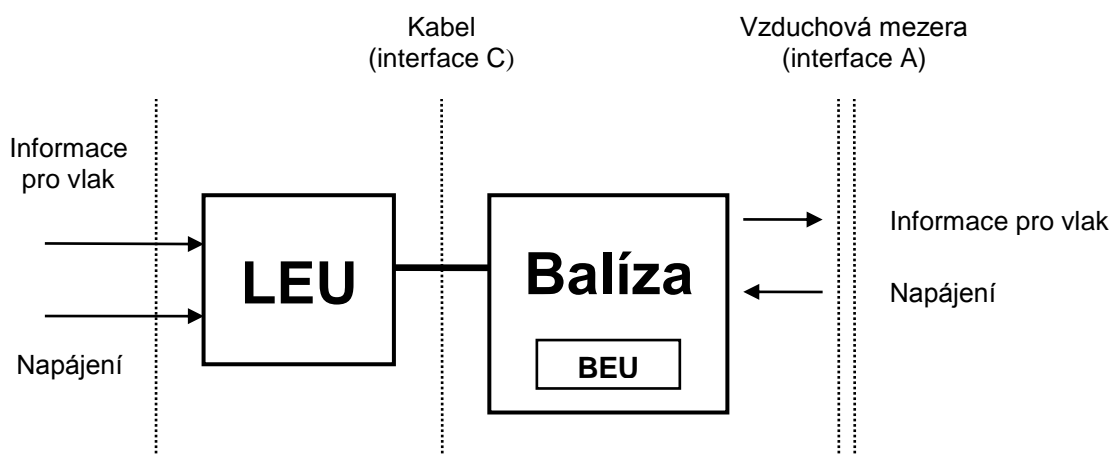 Kabel
(interface C)
Vzduchová mezera
(interface A)
Informace
pro vlak
LEU
Balíza
BEU
Informace pro vlak
Napájení
Napájení